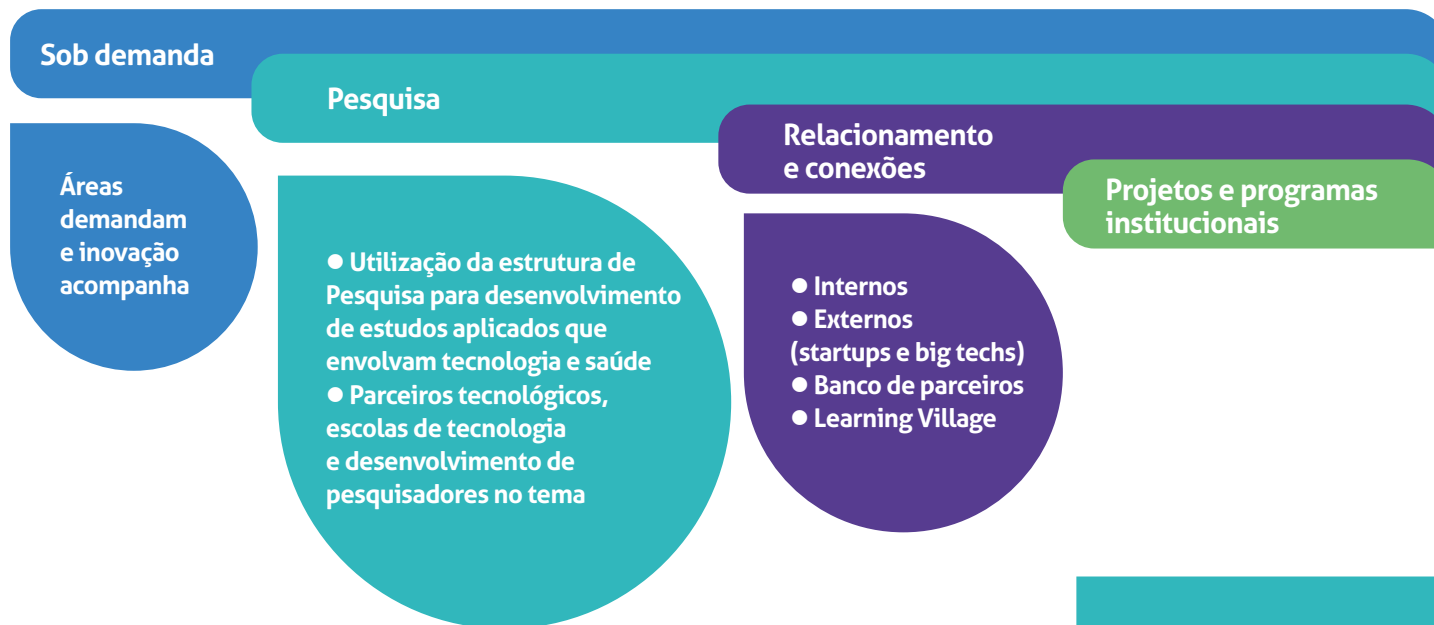 Sob demanda
Áreas
demandam
e inovação
acompanha
Pesquisa
● Utilização da estrutura de
Pesquisa para desenvolvimento
de estudos aplicados que
envolvam tecnologia e saúde
● Parceiros tecnológicos,
escolas de tecnologia
e desenvolvimento de
pesquisadores no tema
Relacionamento
e conexões
● Internos
● Externos
(startups e big techs)
● Banco de parceiros
● Learning Village
Projetos e programas
institucionais